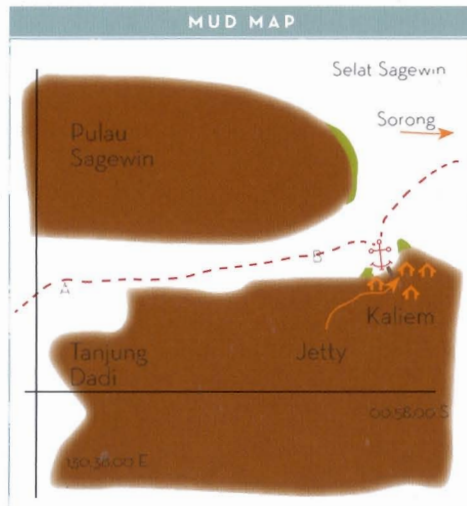 MUD MAP
Selat Sagewin
Sorong
Pulau
Sagewin
B
A
Kaliem
Tanjung
Dadi
Jetty
00.58.00 S
130.38.00 E